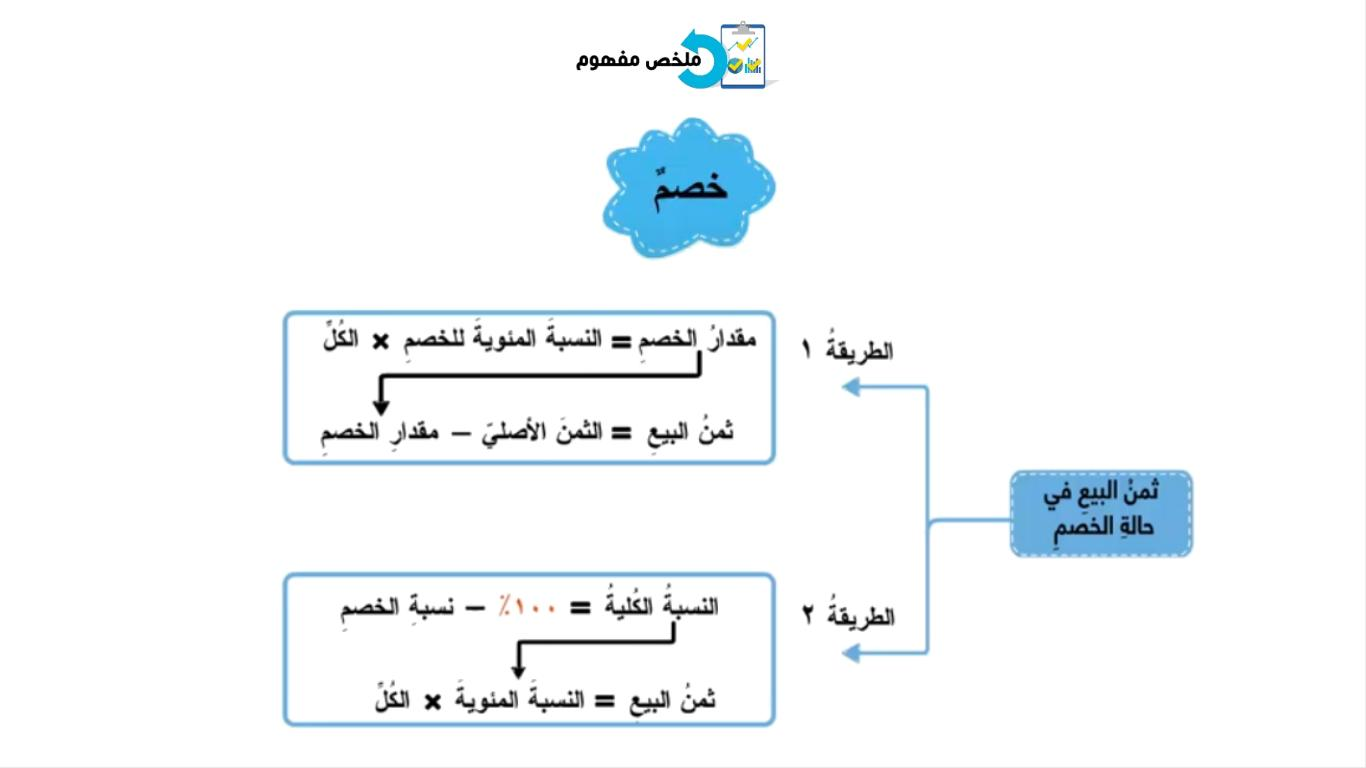 ملخص مفهوم
خصمٌ
ثمنُ البيعِ في
حالةِ الخصمِ
الطريقةُ ١
مقدارُ الخصمِ = النسبةَ المئويةَ للخصمِ × الكُلِّ
ثمنُ البيعِ = الثمنَ الأصليّ – مقدارِ الخصمِ
الطريقةُ ٢
النسبةُ الكُليةُ = ١٠٠٪ – نسبةِ الخصمِ
ثمنُ البيعِ = النسبةَ المئويةَ × الكُلِّ